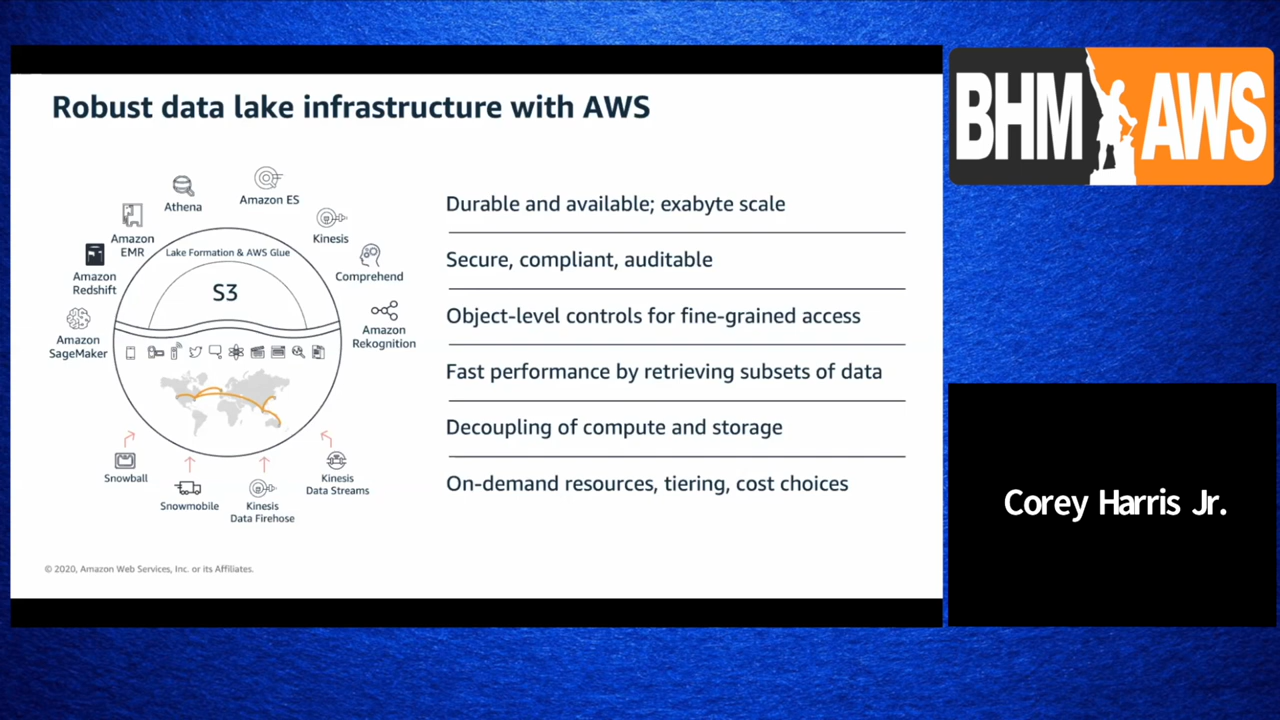 Robust data lake infrastructure with AWS
Athena
Amazon ES
Amazon
EMR
Kinesis
Amazon
Redshift
Comprehend
Amazon
SageMaker
Amazon
Rekognition
Lake Formation & AWS Glue
S3
Snowball
Snowmobile
Kinesis
Data Firehose
Kinesis
Data Streams
Durable and available; exabyte scale
Secure, compliant, auditable
Object-level controls for fine-grained access
Fast performance by retrieving subsets of data
Decoupling of compute and storage
On-demand resources, tiering, cost choices
© 2020, Amazon Web Services, Inc. or its Affiliates.
BHM AWS
Corey Harris Jr.